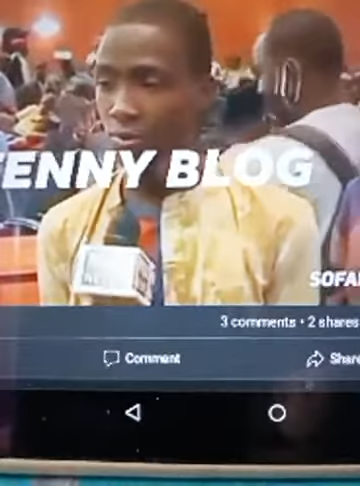 ENNY BLOG
SOFA
3 comments • 2 shares
Comment
Share